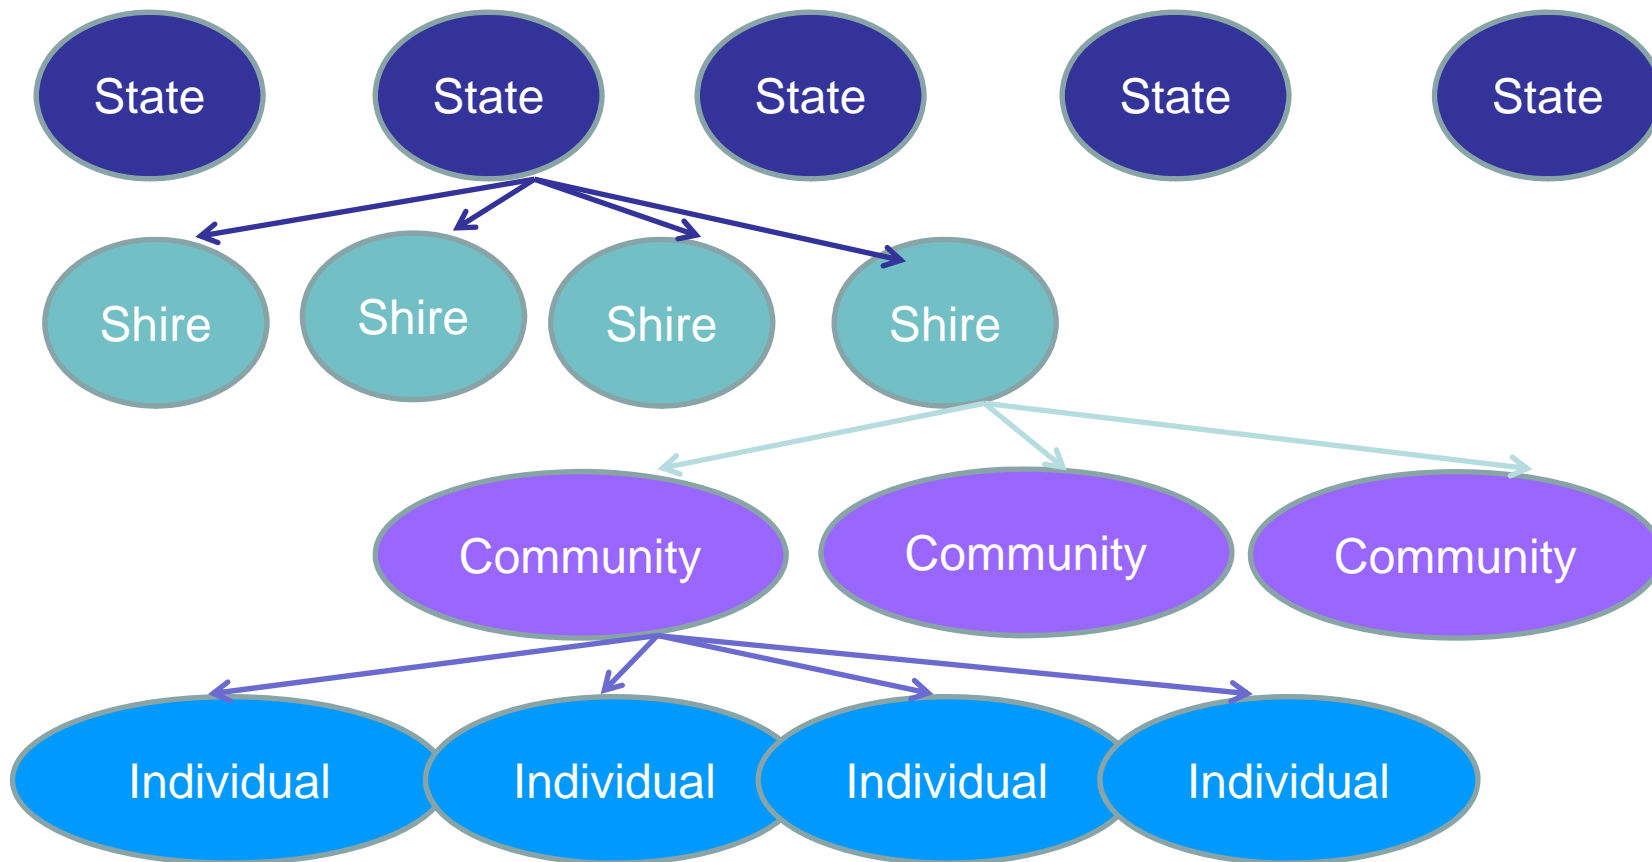 State State State State State
Shire Shire Shire Shire
Community Community Community
Individual Individual Individual Individual